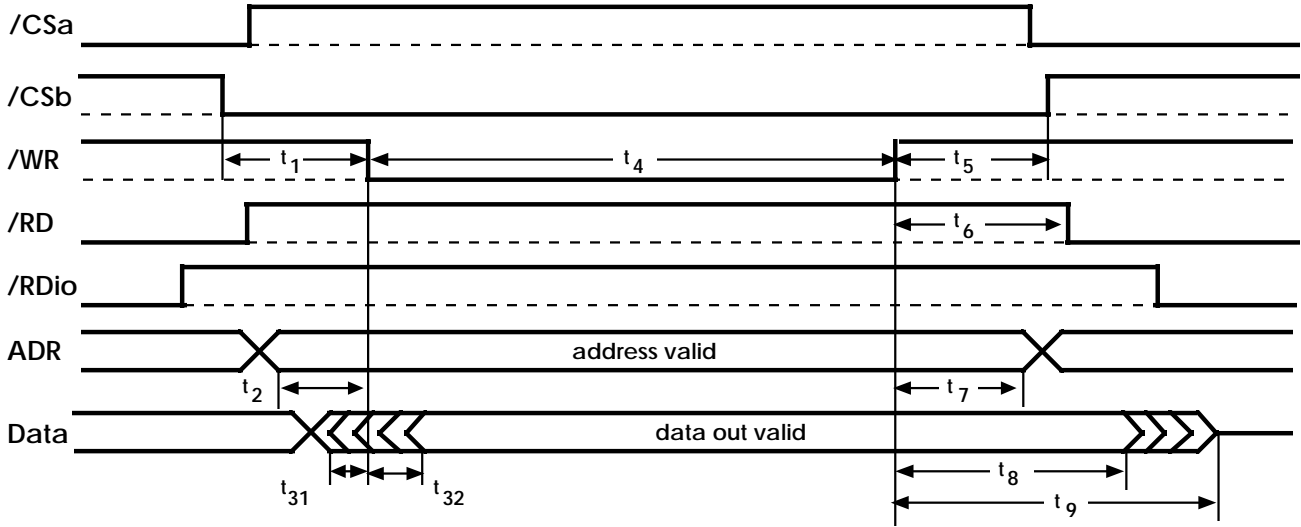 /CSa
/CSb
/WR
t1
t4
t5
/RD
t6
/RDio
ADR
address valid
t2
t7
Data
data out valid
t31
t32
t8
t9